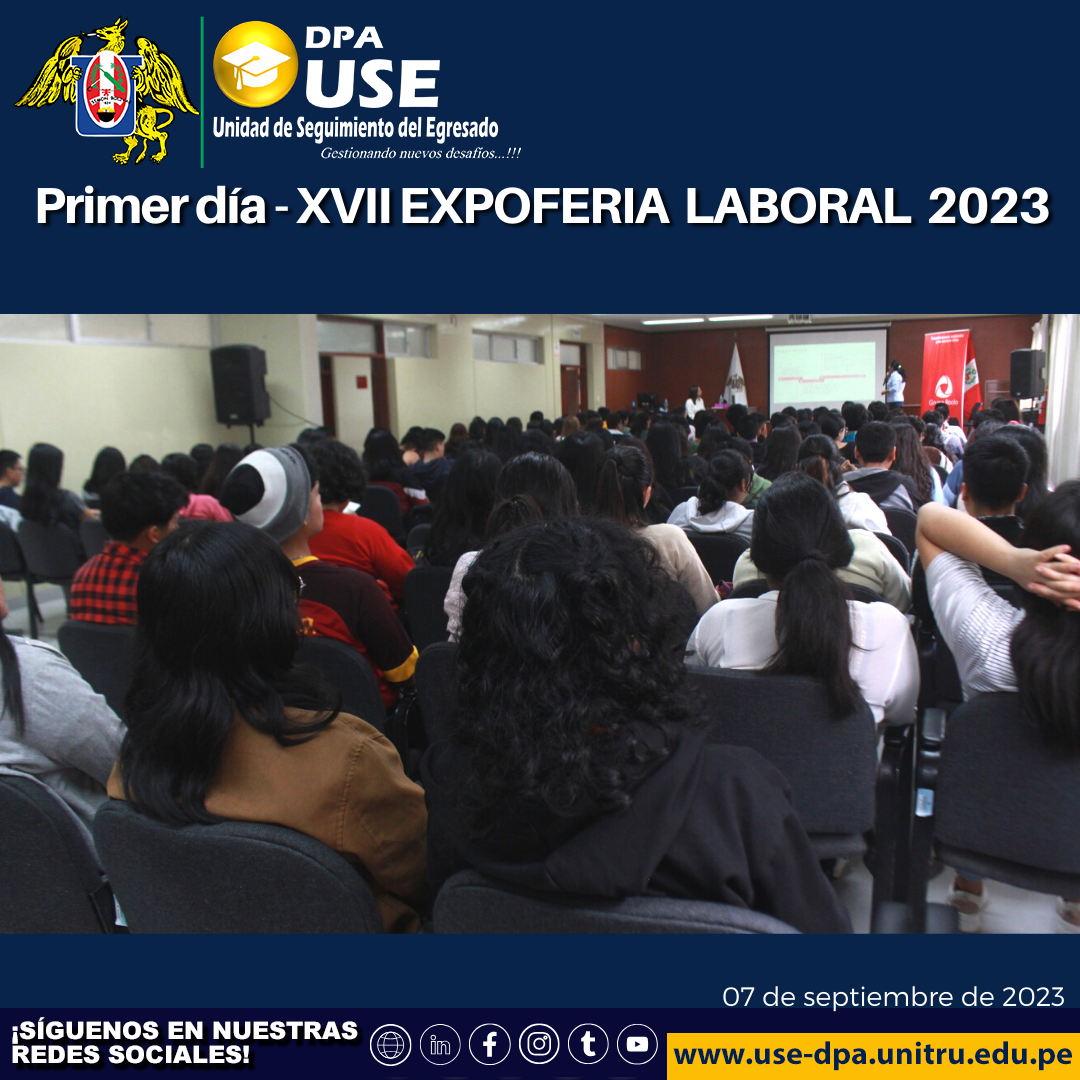 DPA
USE
Unidad de Seguimiento del Egresado
Gestionando nuevos desafíos...!!!
Primer día - XVII EXPOFERIA LABORAL 2023
07 de septiembre de 2023
¡SÍGUENOS EN NUESTRAS
REDES SOCIALES!
www.use-dpa.unitru.edu.pe